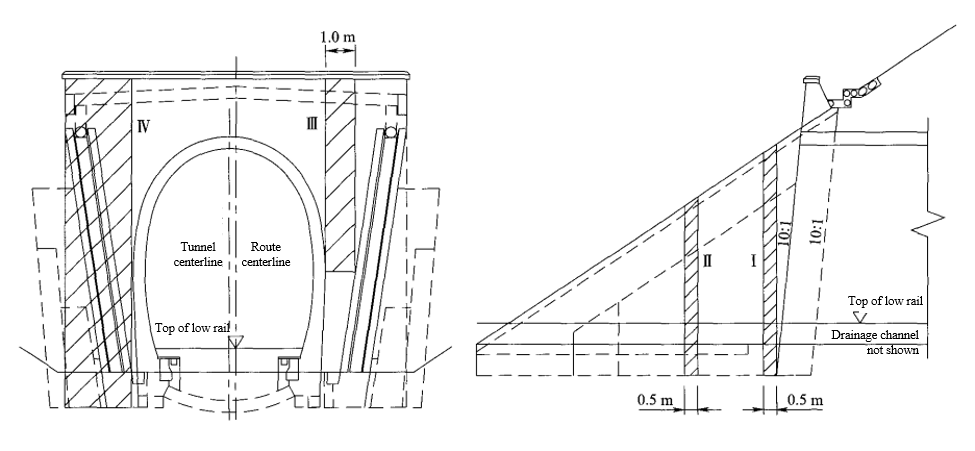 1.0 m
IV
III
Tunnel
centerline
Route
centerline
Top of low rail
II
I
10:1
10:1
Top of low rail
Drainage channel
not shown
0.5 m
0.5 m